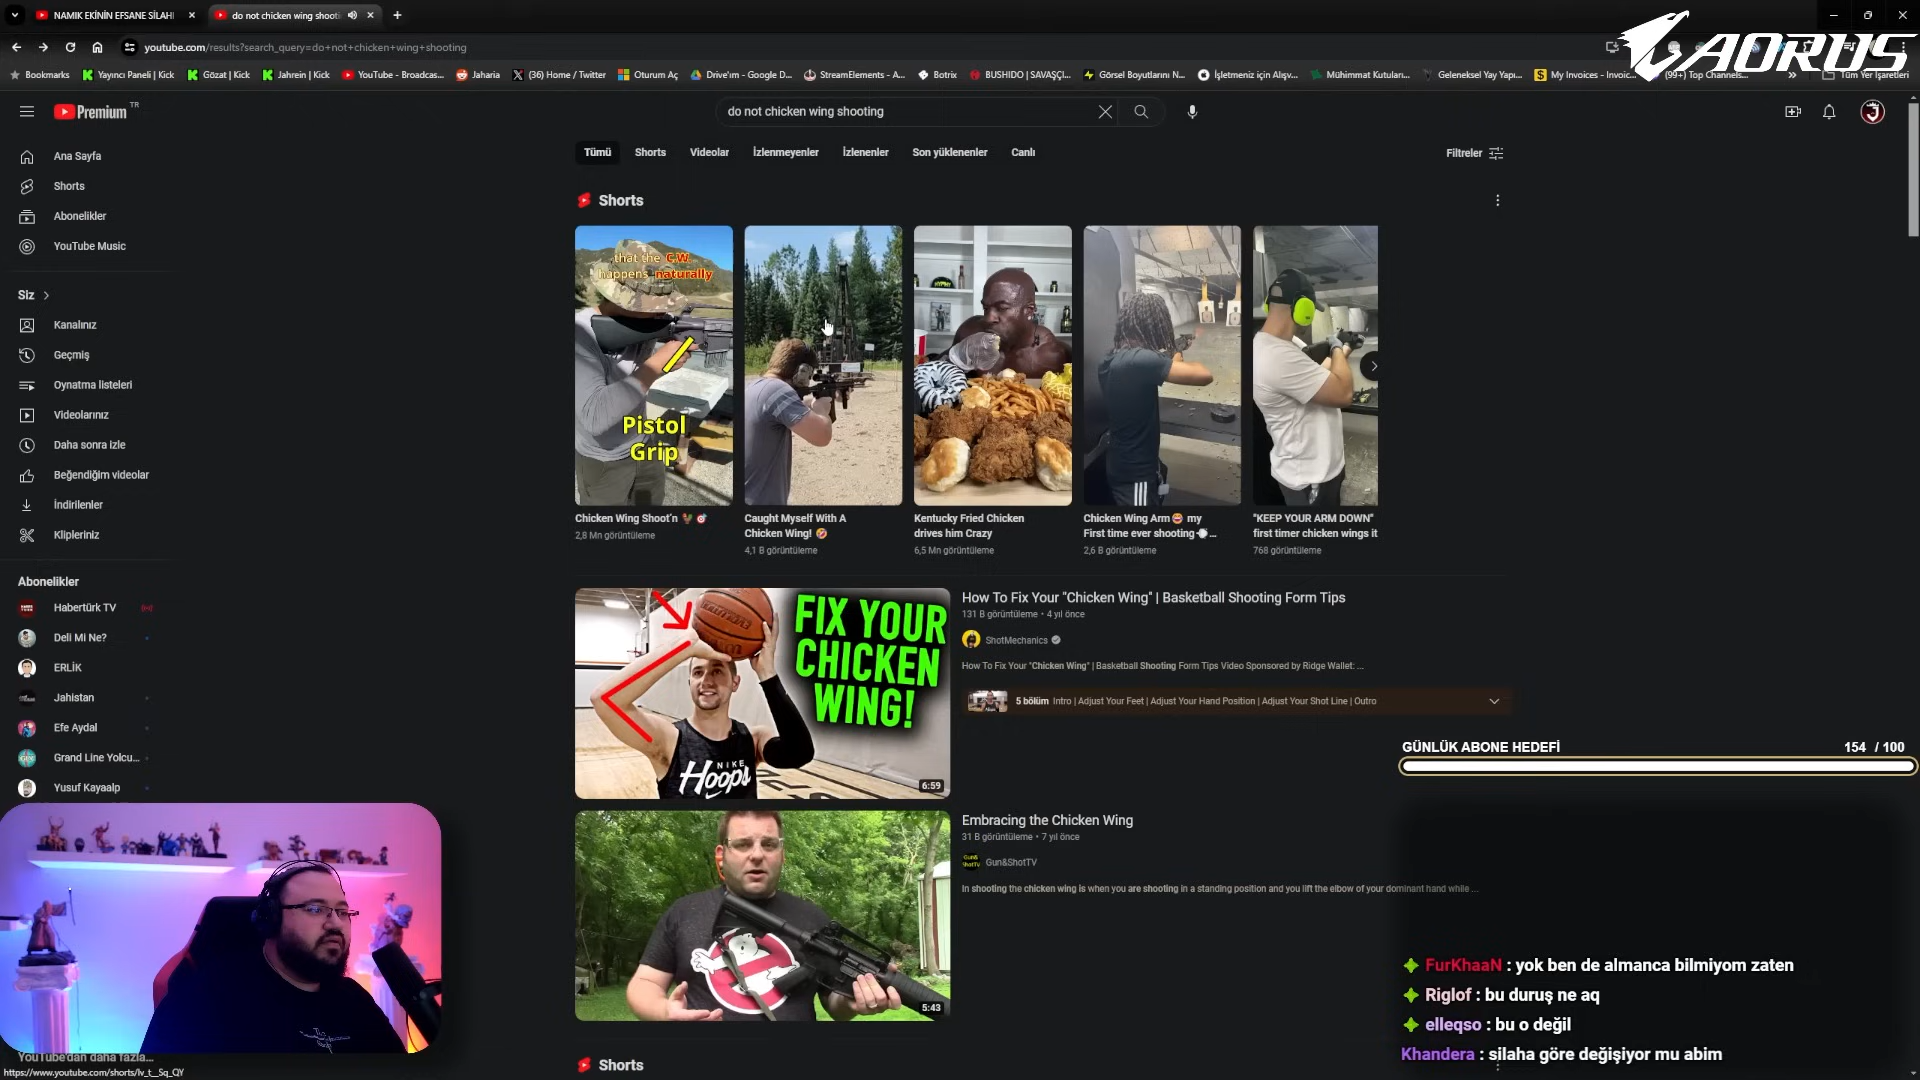 NAMIK EKİNİN EFSANE SİLAHI
do not chicken wing shooti
youtube.com/results?search_query=do+not+chicken+wing+shooting
AORUS
Bookmarks
Yayıncı Paneli | Kick
Gözat | Kick
Jahrein | Kick
YouTube - Broadcas...
Jaharia
(36) Home / Twitter
Oturum Aç
Drive'ım - Google D...
StreamElements - A...
Botrix
BUSHIDO | SAVAŞÇI...
Görsel Boyutlarını N...
İşletmeniz için Alışv...
Mühimmat Kutuları...
Geleneksel Yay Yapı...
My Invoices - Invoic...
(99+) Top Channels...
Tüm Yer İşaretleri
Premium TR
do not chicken wing shooting
Tümü
Shorts
Videolar
İzlenmeyenler
İzlenenler
Son yüklenenler
Canlı
Filtreler
Ana Sayfa
Shorts
Abonelikler
YouTube Music
Siz
Kanalınız
Geçmiş
Oynatma listeleri
Videolarınız
Daha sonra izle
Beğendiğim videolar
İndirilenler
Klipleriniz
Abonelikler
Habertürk TV
Deli Mi Ne?
ERLİK
Jahistan
Efe Aydal
Grand Line Yolcu...
Yusuf Kayaalp
YouTube'dan daha fazla...
https://www.youtube.com/shorts/lv_t__Sq_QY
Shorts
that the C.W.
happens naturally
Pistol
Grip
Chicken Wing Shoot'n
2,8 Mn görüntüleme
Caught Myself With A
Chicken Wing!
4,1 B görüntüleme
Kentucky Fried Chicken
drives him Crazy
6,5 Mn görüntüleme
Chicken Wing Arm my
First time ever shooting ...
2,6 B görüntüleme
"KEEP YOUR ARM DOWN"
first timer chicken wings it
768 görüntüleme
FIX YOUR
CHICKEN
WING!
NIKE
Hoops
6:59
How To Fix Your "Chicken Wing" | Basketball Shooting Form Tips
131 B görüntüleme • 4 yıl önce
ShotMechanics
How To Fix Your "Chicken Wing" | Basketball Shooting Form Tips Video Sponsored by Ridge Wallet: ...
5 bölüm Intro | Adjust Your Feet | Adjust Your Hand Position | Adjust Your Shot Line | Outro
5:43
Embracing the Chicken Wing
31 B görüntüleme • 7 yıl önce
Gun&ShotTV
In shooting the chicken wing is when you are shooting in a standing position and you lift the elbow of your dominant hand while ...
Shorts
GÜNLÜK ABONE HEDEFİ
154 / 100
FurKhaaN : yok ben de almanca bilmiyom zaten
Riglof : bu duruş ne aq
elleqso : bu o değil
Khandera : silaha göre değişiyor mu abim